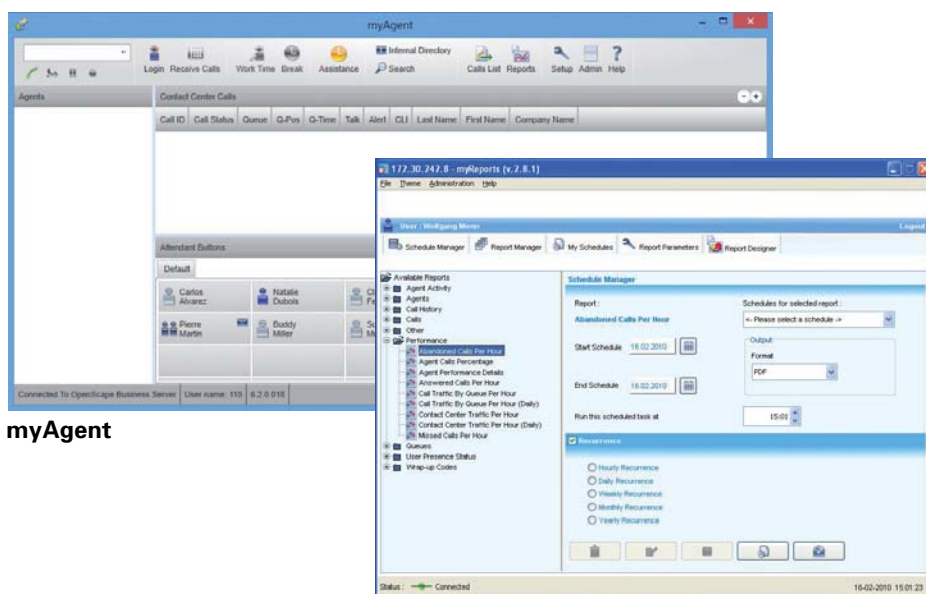 myAgent
Internal Directory
Login Receive Calls Work Time Break Assistance Search Calls List Reports Setup Admin Help
Agents
Contact Center Calls
Call ID Call Status Queue Q-Pos Q-Time Talk Alert CLI Last Name First Name Company Name
Attendant Buttons
Default
Carlos Alvarez
Natalie Dubois
Pierre Martin
Buddy Miller
Connected To OpenScape Business Server User name: 110 6.2.0.018
myAgent
172.30.242.8 - myReports (v.2.8.1)
File Theme Administration Help
User : Wolfgang
Logout
Schedule Manager Report Manager My Schedules Report Parameters Report Designer
Available Reports
Agent Activity
Agents
Call History
Calls
Other
Performance
Abandoned Calls Per Hour
Agent Calls Percentage
Agent Performance Details
Answered Calls Per Hour
Call Traffic By Queue Per Hour
Call Traffic By Queue Per Hour (Daily)
Contact Center Traffic Per Hour
Contact Center Traffic Per Hour (Daily)
Missed Calls Per Hour
Queues
User Presence Status
Wrap-up Codes
Schedule Manager
Report :
Abandoned Calls Per Hour
Schedules for selected report :
<- Please select a schedule ->
Start Schedule 16.02.2010
Output
Format
PDF
End Schedule 16.02.2010
Run this scheduled task at 15:01
Recurrence
Hourly Recurrence
Daily Recurrence
Weekly Recurrence
Monthly Recurrence
Yearly Recurrence
Status : Connected
16-02-2010 15:01:23